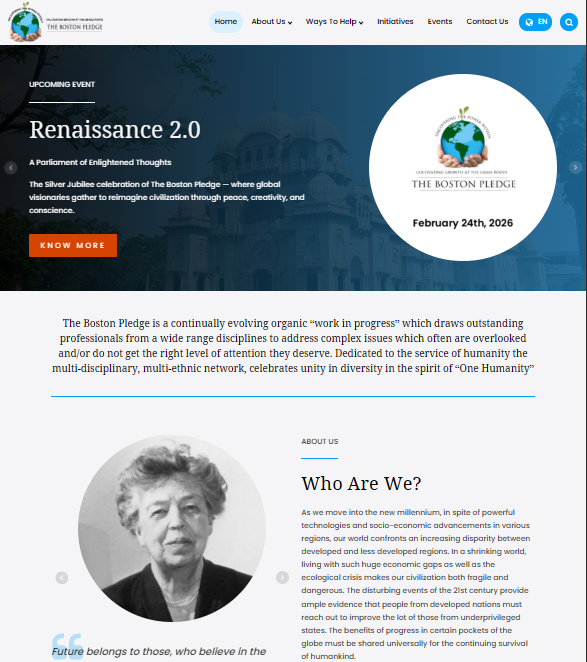 THE BOSTON PLEDGE
Home
About Us
Ways To Help
Initiatives
Events
Contact Us
EN
UPCOMING EVENT
Renaissance 2.0
A Parliament of Enlightened Thoughts
The Silver Jubilee celebration of The Boston Pledge — where global
visionaries gather to reimagine civilization through peace, creativity, and
conscience.
KNOW MORE
CULTIVATING GROWTH AT THE GRASS ROOTS
THE BOSTON PLEDGE
February 24th, 2026
The Boston Pledge is a continually evolving organic “work in progress” which draws outstanding
professionals from a wide range disciplines to address complex issues which often are overlooked
and/or do not get the right level of attention they deserve. Dedicated to the service of humanity the
multi-disciplinary, multi-ethnic network, celebrates unity in diversity in the spirit of “One Humanity”
ABOUT US
Who Are We?
As we move into the new millennium, in spite of powerful
technologies and socio-economic advancements in various
regions, our world confronts an increasing disparity between
developed and less developed regions. In a shrinking world,
living with such huge economic gaps as well as the
ecological crisis makes our civilization both fragile and
dangerous. The disturbing events of the 21st century provide
ample evidence that people from developed nations must
reach out to improve the lot of those from underprivileged
states. The benefits of progress in certain pockets of the
globe must be shared universally for the continuing survival
of humankind.
Future belongs to those, who believe in the